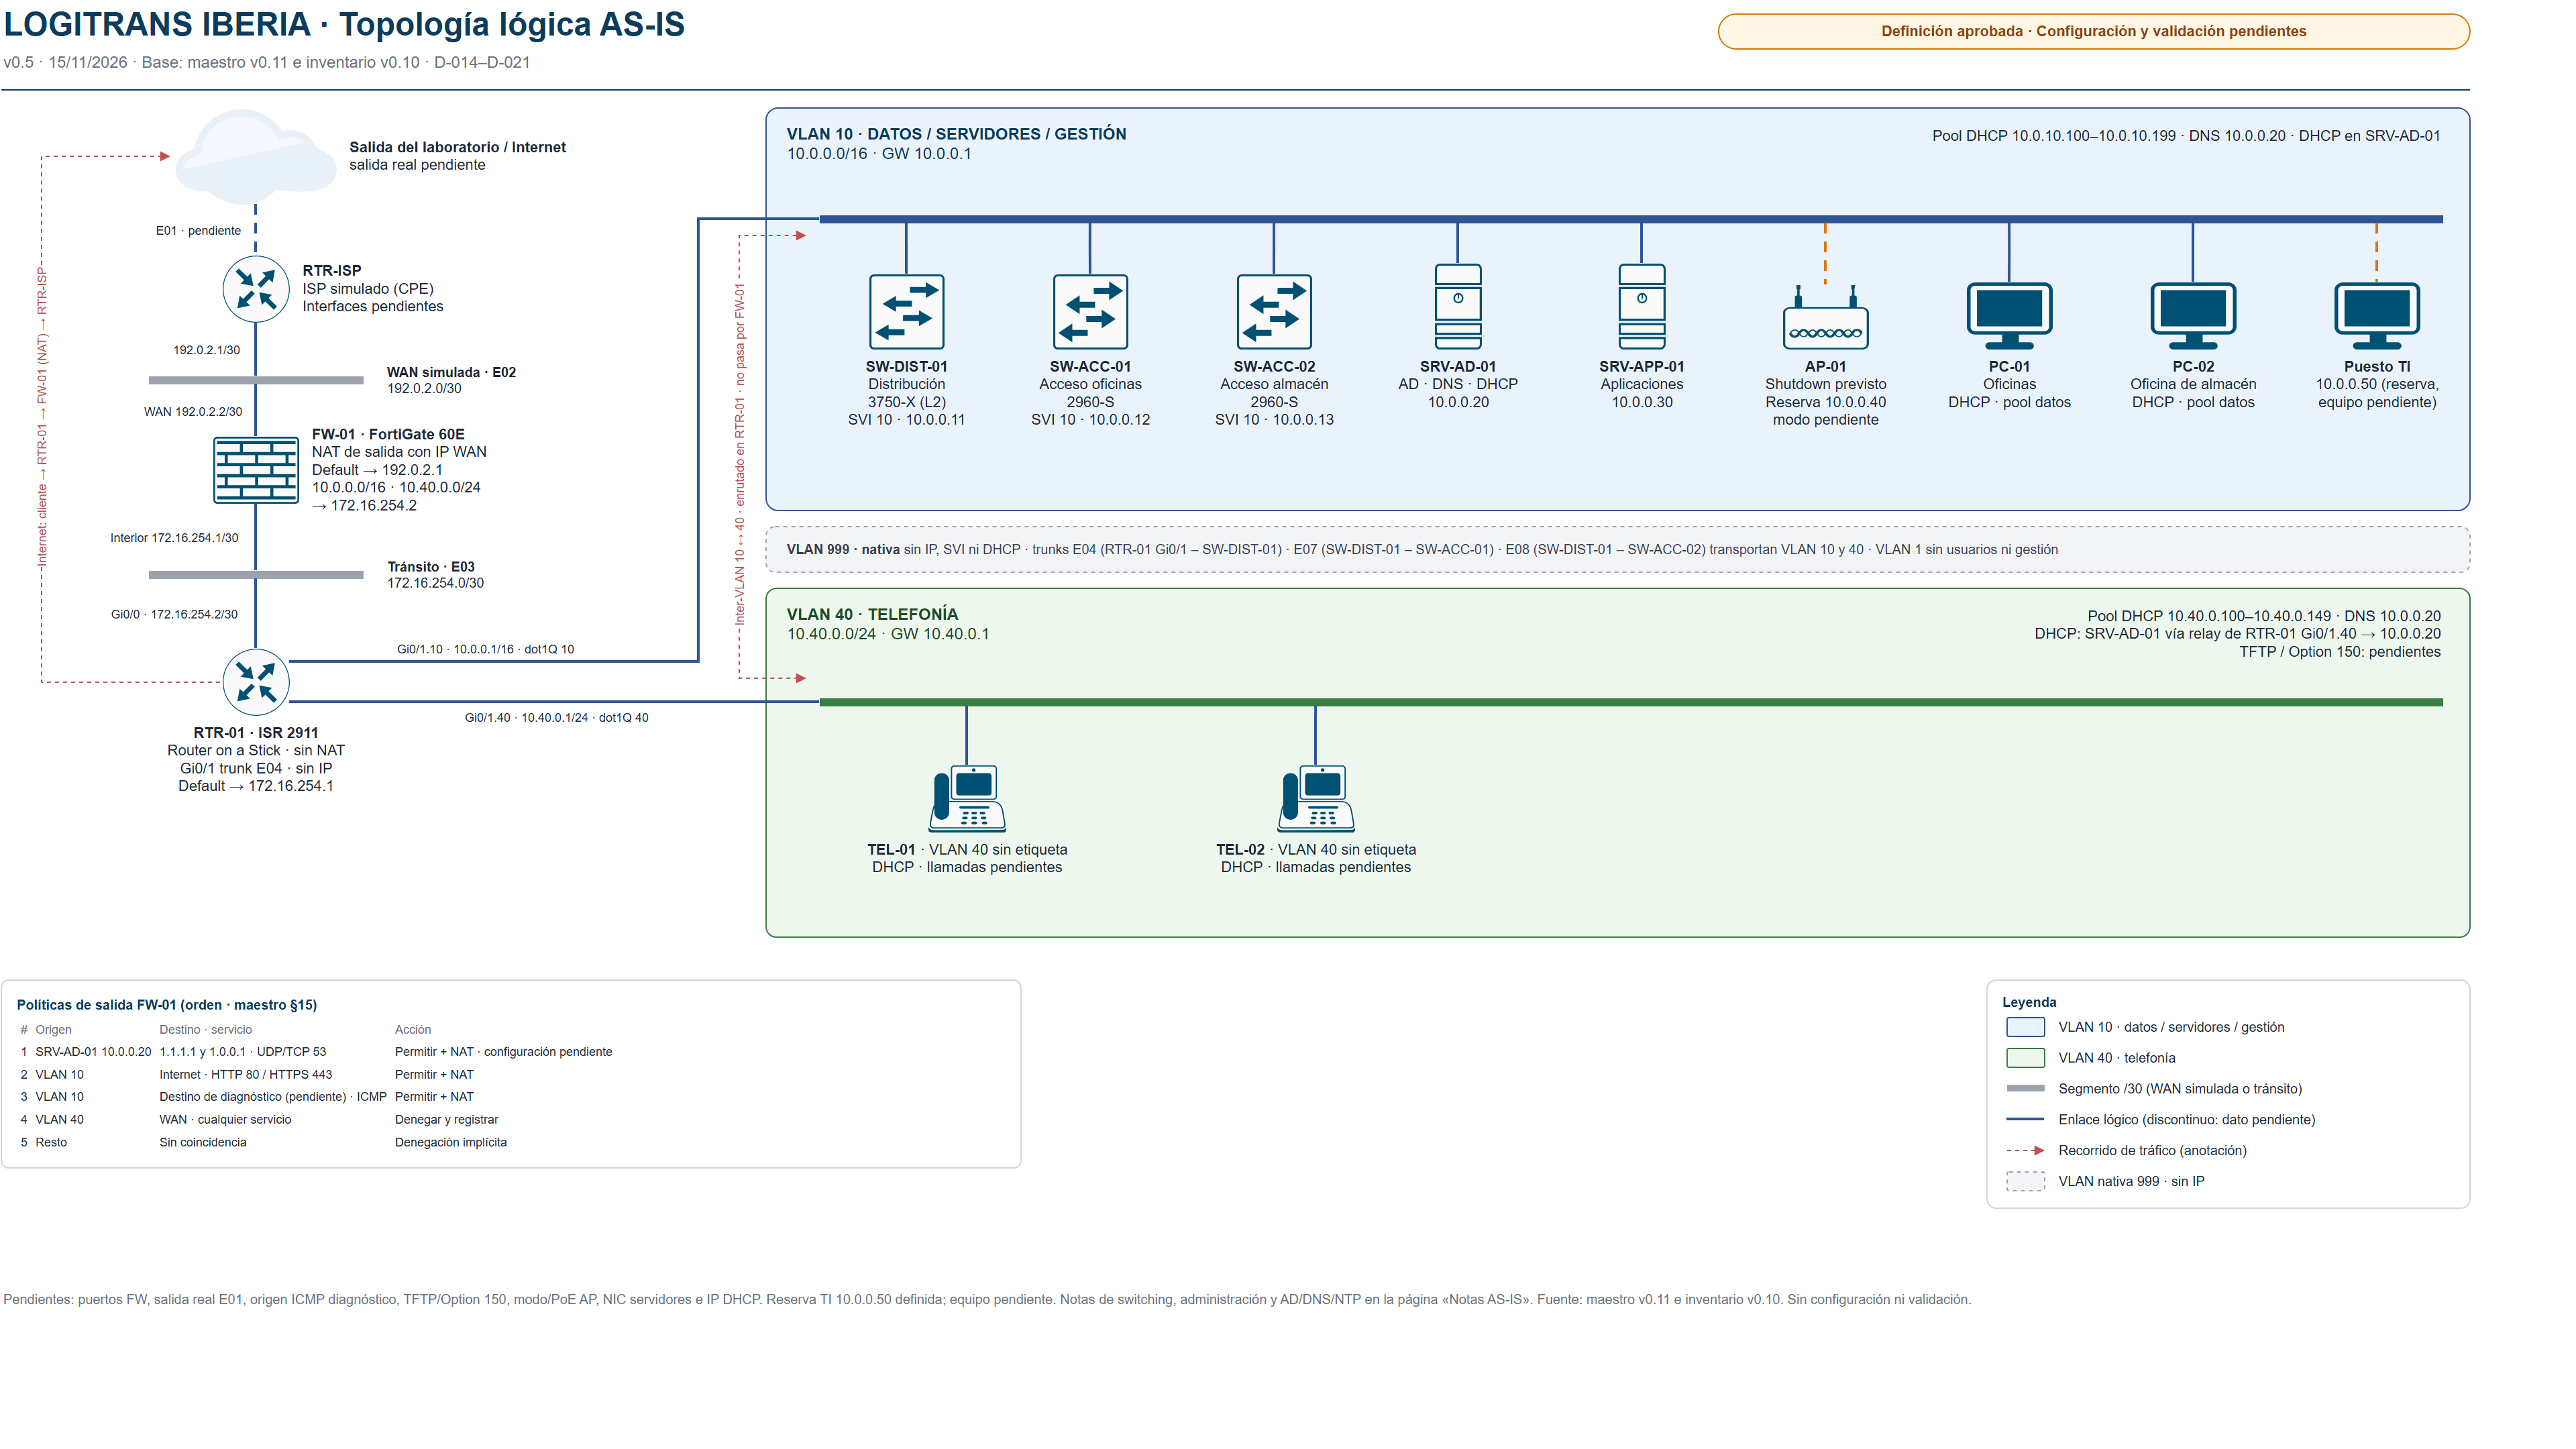 LOGITRANS IBERIA · Topología lógica AS-IS
v0.5 · 15/11/2026 · Base: maestro v0.11 e inventario v0.10 · D-014–D-021
Definición aprobada · Configuración y validación pendientes
Salida del laboratorio / Internet
salida real pendiente
E01 · pendiente
RTR-ISP
ISP simulado (CPE)
Interfaces pendientes
192.0.2.1/30
WAN simulada · E02
192.0.2.0/30
WAN 192.0.2.2/30
FW-01 · FortiGate 60E
NAT de salida con IP WAN
Default → 192.0.2.1
10.0.0.0/16 · 10.40.0.0/24
→ 172.16.254.2
Interior 172.16.254.1/30
Tránsito · E03
172.16.254.0/30
Gi0/0 · 172.16.254.2/30
Gi0/1.10 · 10.0.0.1/16 · dot1Q 10
Gi0/1.40 · 10.40.0.1/24 · dot1Q 40
RTR-01 · ISR 2911
Router on a Stick · sin NAT
Gi0/1 trunk E04 · sin IP
Default → 172.16.254.1
Internet: cliente → RTR-01 → FW-01 (NAT) → RTR-ISP
Inter-VLAN 10 ↔ 40 · enrutado en RTR-01 · no pasa por FW-01
VLAN 10 · DATOS / SERVIDORES / GESTIÓN
10.0.0.0/16 · GW 10.0.0.1
Pool DHCP 10.0.10.100–10.0.10.199 · DNS 10.0.0.20 · DHCP en SRV-AD-01
SW-DIST-01
Distribución
3750-X (L2)
SVI 10 · 10.0.0.11
SW-ACC-01
Acceso oficinas
2960-S
SVI 10 · 10.0.0.12
SW-ACC-02
Acceso almacén
2960-S
SVI 10 · 10.0.0.13
SRV-AD-01
AD · DNS · DHCP
10.0.0.20
SRV-APP-01
Aplicaciones
10.0.0.30
AP-01
Shutdown previsto
Reserva 10.0.0.40
modo pendiente
PC-01
Oficinas
DHCP · pool datos
PC-02
Oficina de almacén
DHCP · pool datos
Puesto TI
10.0.0.50 (reserva,
equipo pendiente)
VLAN 999 · nativa sin IP, SVI ni DHCP · trunks E04 (RTR-01 Gi0/1 – SW-DIST-01) · E07 (SW-DIST-01 – SW-ACC-01) · E08 (SW-DIST-01 – SW-ACC-02) transportan VLAN 10 y 40 · VLAN 1 sin usuarios ni gestión
VLAN 40 · TELEFONÍA
10.40.0.0/24 · GW 10.40.0.1
Pool DHCP 10.40.0.100–10.40.0.149 · DNS 10.0.0.20
DHCP: SRV-AD-01 vía relay de RTR-01 Gi0/1.40 → 10.0.0.20
TFTP / Option 150: pendientes
TEL-01 · VLAN 40 sin etiqueta
DHCP · llamadas pendientes
TEL-02 · VLAN 40 sin etiqueta
DHCP · llamadas pendientes
Políticas de salida FW-01 (orden · maestro §15)
# Origen Destino · servicio Acción
1 SRV-AD-01 10.0.0.20 1.1.1.1 y 1.0.0.1 · UDP/TCP 53 Permitir + NAT · configuración pendiente
2 VLAN 10 Internet · HTTP 80 / HTTPS 443 Permitir + NAT
3 VLAN 10 Destino de diagnóstico (pendiente) · ICMP Permitir + NAT
4 VLAN 40 WAN · cualquier servicio Denegar y registrar
5 Resto Sin coincidencia Denegación implícita
Leyenda
VLAN 10 · datos / servidores / gestión
VLAN 40 · telefonía
Segmento /30 (WAN simulada o tránsito)
Enlace lógico (discontinuo: dato pendiente)
Recorrido de tráfico (anotación)
VLAN nativa 999 · sin IP
Pendientes: puertos FW, salida real E01, origen ICMP diagnóstico, TFTP/Option 150, modo/PoE AP, NIC servidores e IP DHCP. Reserva TI 10.0.0.50 definida; equipo pendiente. Notas de switching, administración y AD/DNS/NTP en la página «Notas AS-IS». Fuente: maestro v0.11 e inventario v0.10. Sin configuración ni validación.